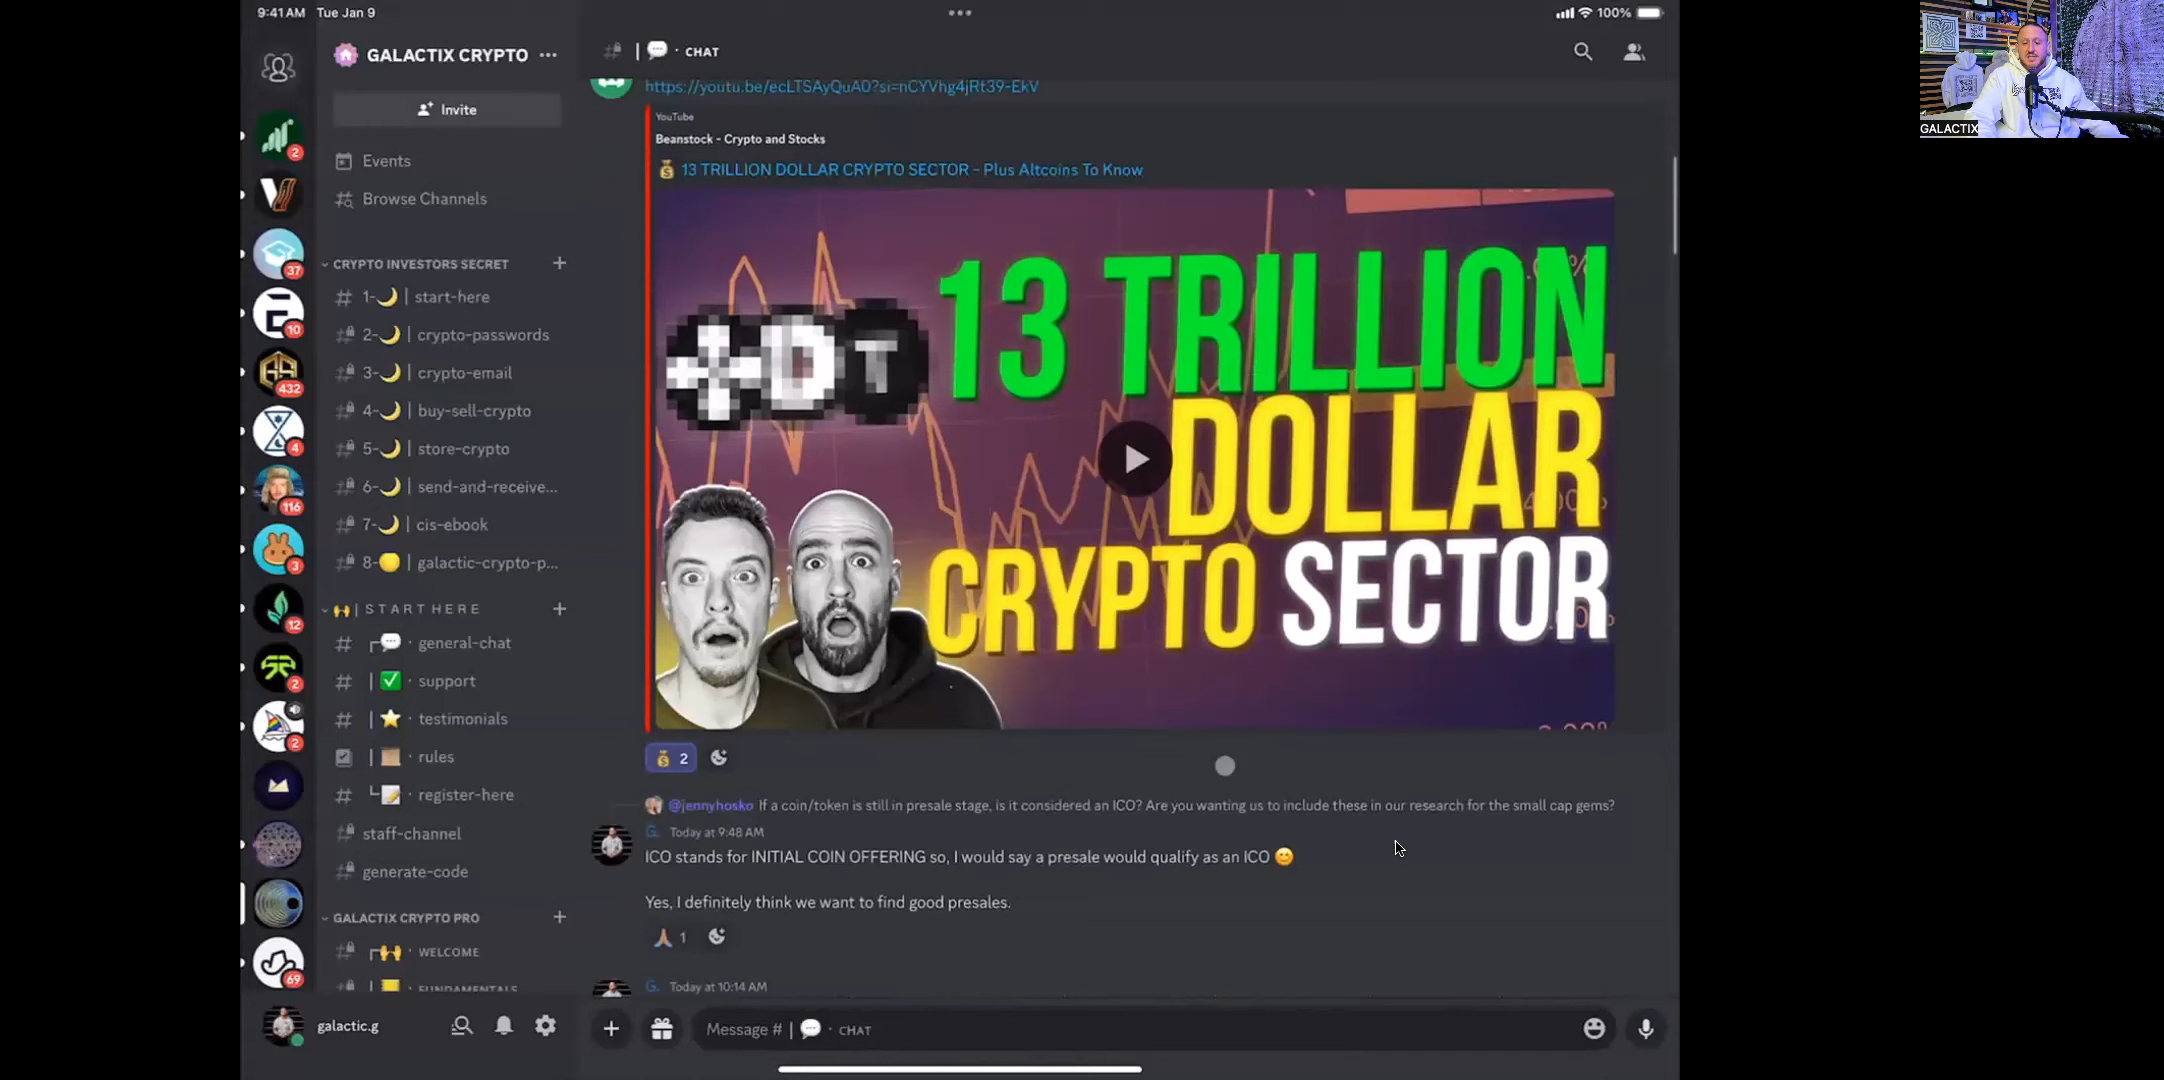 9:41 AM Tue Jan 9
100%
GALACTIX CRYPTO
Invite
Events
Browse Channels
CRYPTO INVESTORS SECRET
1-🌙 | start-here
2-🌙 | crypto-passwords
3-🌙 | crypto-email
4-🌙 | buy-sell-crypto
5-🌙 | store-crypto
6-🌙 | send-and-receive...
7-🌙 | cis-ebook
8-🟡 | galactic-crypto-p...
🙌 | START HERE
┌💬 · general-chat
| ✅ · support
| ⭐ · testimonials
| 📜 · rules
└📝 · register-here
staff-channel
generate-code
GALACTIX CRYPTO PRO
┌🙌 · WELCOME
| 📒 · FUNDAMENTALS
galactic.g
2
37
10
432
4
116
3
12
2
2
69
| 💬 · CHAT
https://youtu.be/ecLTSAyQuA0?si=nCYVhg4jRt39-EkV
YouTube
Beanstock - Crypto and Stocks
💰 13 TRILLION DOLLAR CRYPTO SECTOR - Plus Altcoins To Know
D T
13 TRILLION
DOLLAR
CRYPTO SECTOR
💰 2
@jennyhosko If a coin/token is still in presale stage, is it considered an ICO? Are you wanting us to include these in our research for the small cap gems?
G. Today at 9:48 AM
ICO stands for INITIAL COIN OFFERING so, I would say a presale would qualify as an ICO 😊
Yes, I definitely think we want to find good presales.
🙏 1
G. Today at 10:14 AM
Message # | 💬 · CHAT
GALACTIX